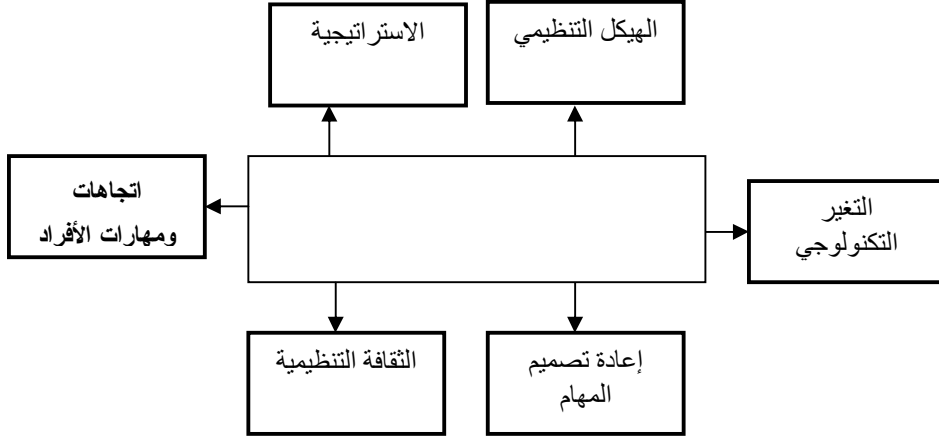 الهيكل التنظيمي
الاستراتيجية
اتجاهات
ومهارات الأفراد
التغير
التكنولوجي
إعادة تصميم
المهام
الثقافة التنظيمية